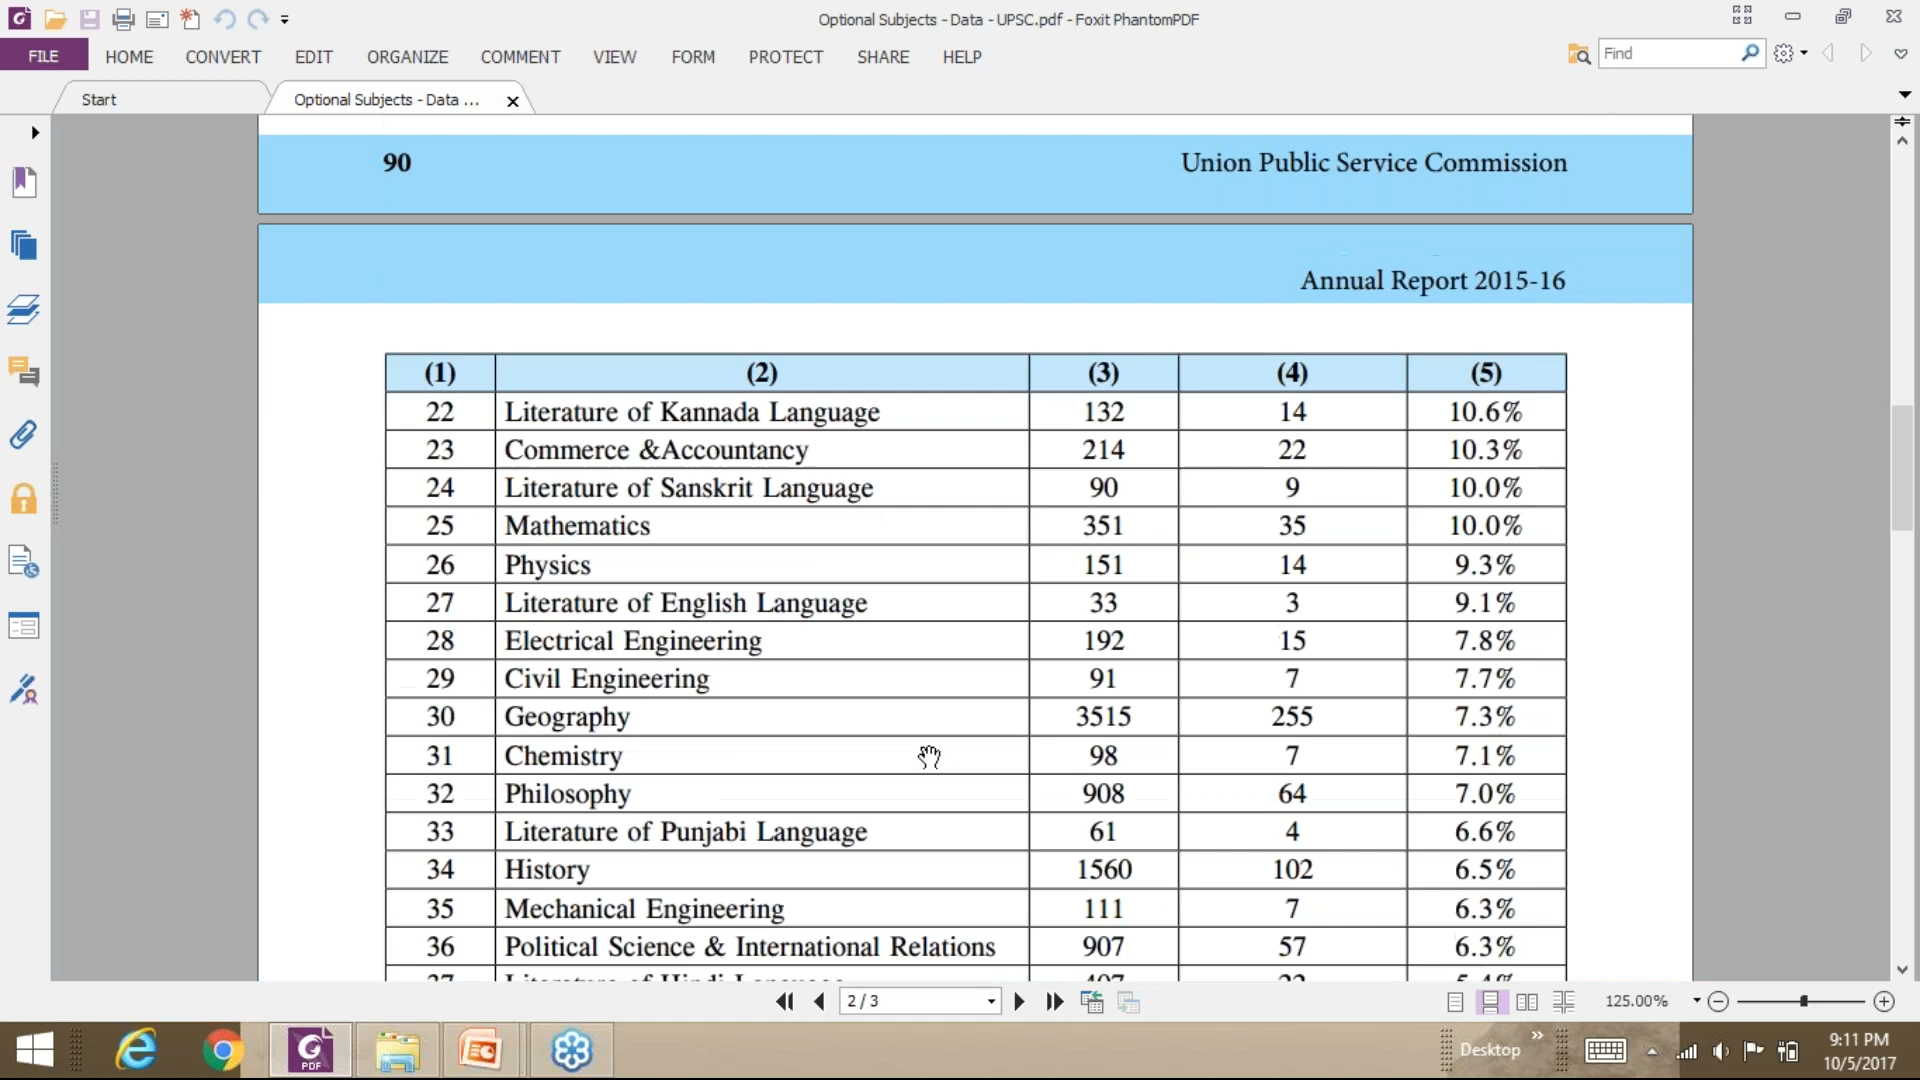 Optional Subjects - Data - UPSC.pdf - Foxit PhantomPDF
FILE HOME CONVERT EDIT ORGANIZE COMMENT VIEW FORM PROTECT SHARE HELP Find
Start Optional Subjects - Data ...
90 Union Public Service Commission
Annual Report 2015-16
(1) (2) (3) (4) (5)
22 Literature of Kannada Language 132 14 10.6%
23 Commerce &Accountancy 214 22 10.3%
24 Literature of Sanskrit Language 90 9 10.0%
25 Mathematics 351 35 10.0%
26 Physics 151 14 9.3%
27 Literature of English Language 33 3 9.1%
28 Electrical Engineering 192 15 7.8%
29 Civil Engineering 91 7 7.7%
30 Geography 3515 255 7.3%
31 Chemistry 98 7 7.1%
32 Philosophy 908 64 7.0%
33 Literature of Punjabi Language 61 4 6.6%
34 History 1560 102 6.5%
35 Mechanical Engineering 111 7 6.3%
36 Political Science & International Relations 907 57 6.3%
2 / 3 125.00%
PDF Desktop 9:11 PM
10/5/2017